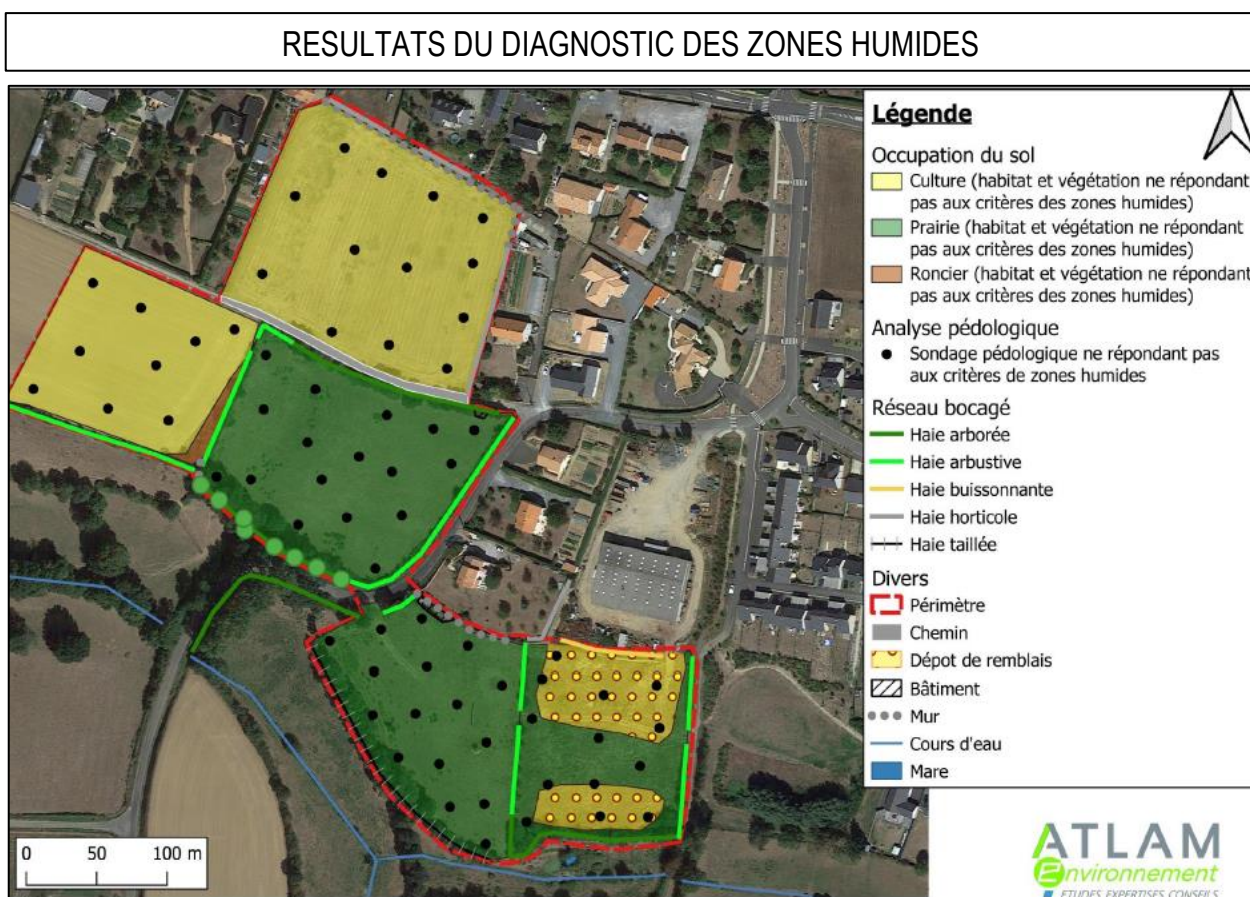 RESULTATS DU DIAGNOSTIC DES ZONES HUMIDES
Légende
Occupation du sol
Culture (habitat et végétation ne répondant
pas aux critères des zones humides)
Prairie (habitat et végétation ne répondant
pas aux critères des zones humides)
Roncier (habitat et végétation ne répondant
pas aux critères des zones humides)
Analyse pédologique
Sondage pédologique ne répondant pas
aux critères de zones humides
Réseau bocagé
Haie arborée
Haie arbustive
Haie buissonnante
Haie horticole
Haie taillée
Divers
Périmètre
Chemin
Dépot de remblais
Bâtiment
Mur
Cours d'eau
Mare
0 50 100 m
ATLAM
Environnement
ETUDES EXPERTISES CONSEILS